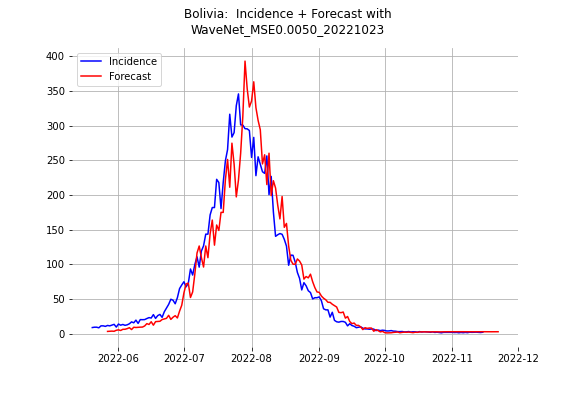 Bolivia:  Incidence + Forecast with
WaveNet_MSE0.0050_20221023
Incidence
Forecast
400
350
300
250
200
150
100
50
0
2022-06 2022-07 2022-08 2022-09 2022-10 2022-11 2022-12